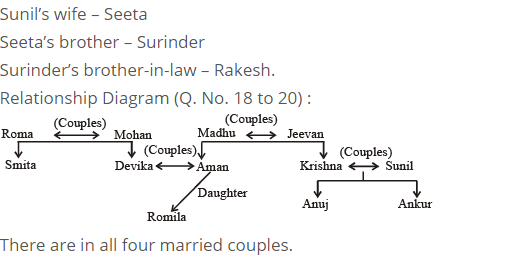 Sunil’s wife – Seeta
Seeta’s brother – Surinder
Surinder’s brother-in-law – Rakesh.
Relationship Diagram (Q. No. 18 to 20) :
(Couples) (Couples)
Roma Mohan Madhu Jeevan
(Couples) (Couples)
Smita Devika Aman Krishna Sunil
Daughter
Romila Anuj Ankur
There are in all four married couples.